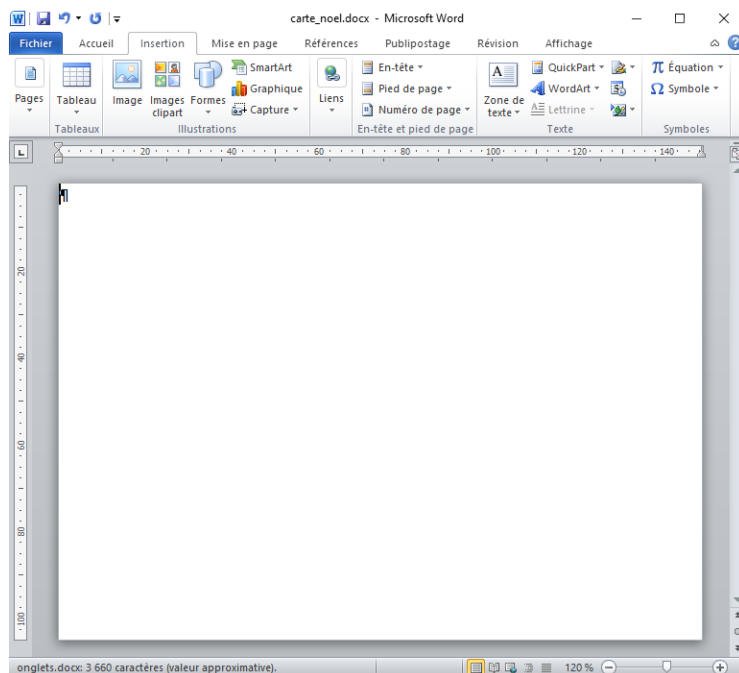 carte_noel.docx - Microsoft Word
Fichier Accueil Insertion Mise en page Références Publipostage Révision Affichage
Pages
Tableau
Tableaux
Image
Images clipart
Formes
SmartArt
Graphique
Capture
Illustrations
Liens
En-tête
Pied de page
Numéro de page
En-tête et pied de page
Zone de texte
QuickPart
WordArt
Lettrine
Texte
π Équation
Ω Symbole
Symboles
L
20 40 60 80 100 120 140
¶
20
40
60
80
100
onglets.docx: 3 660 caractères (valeur approximative).
120 %